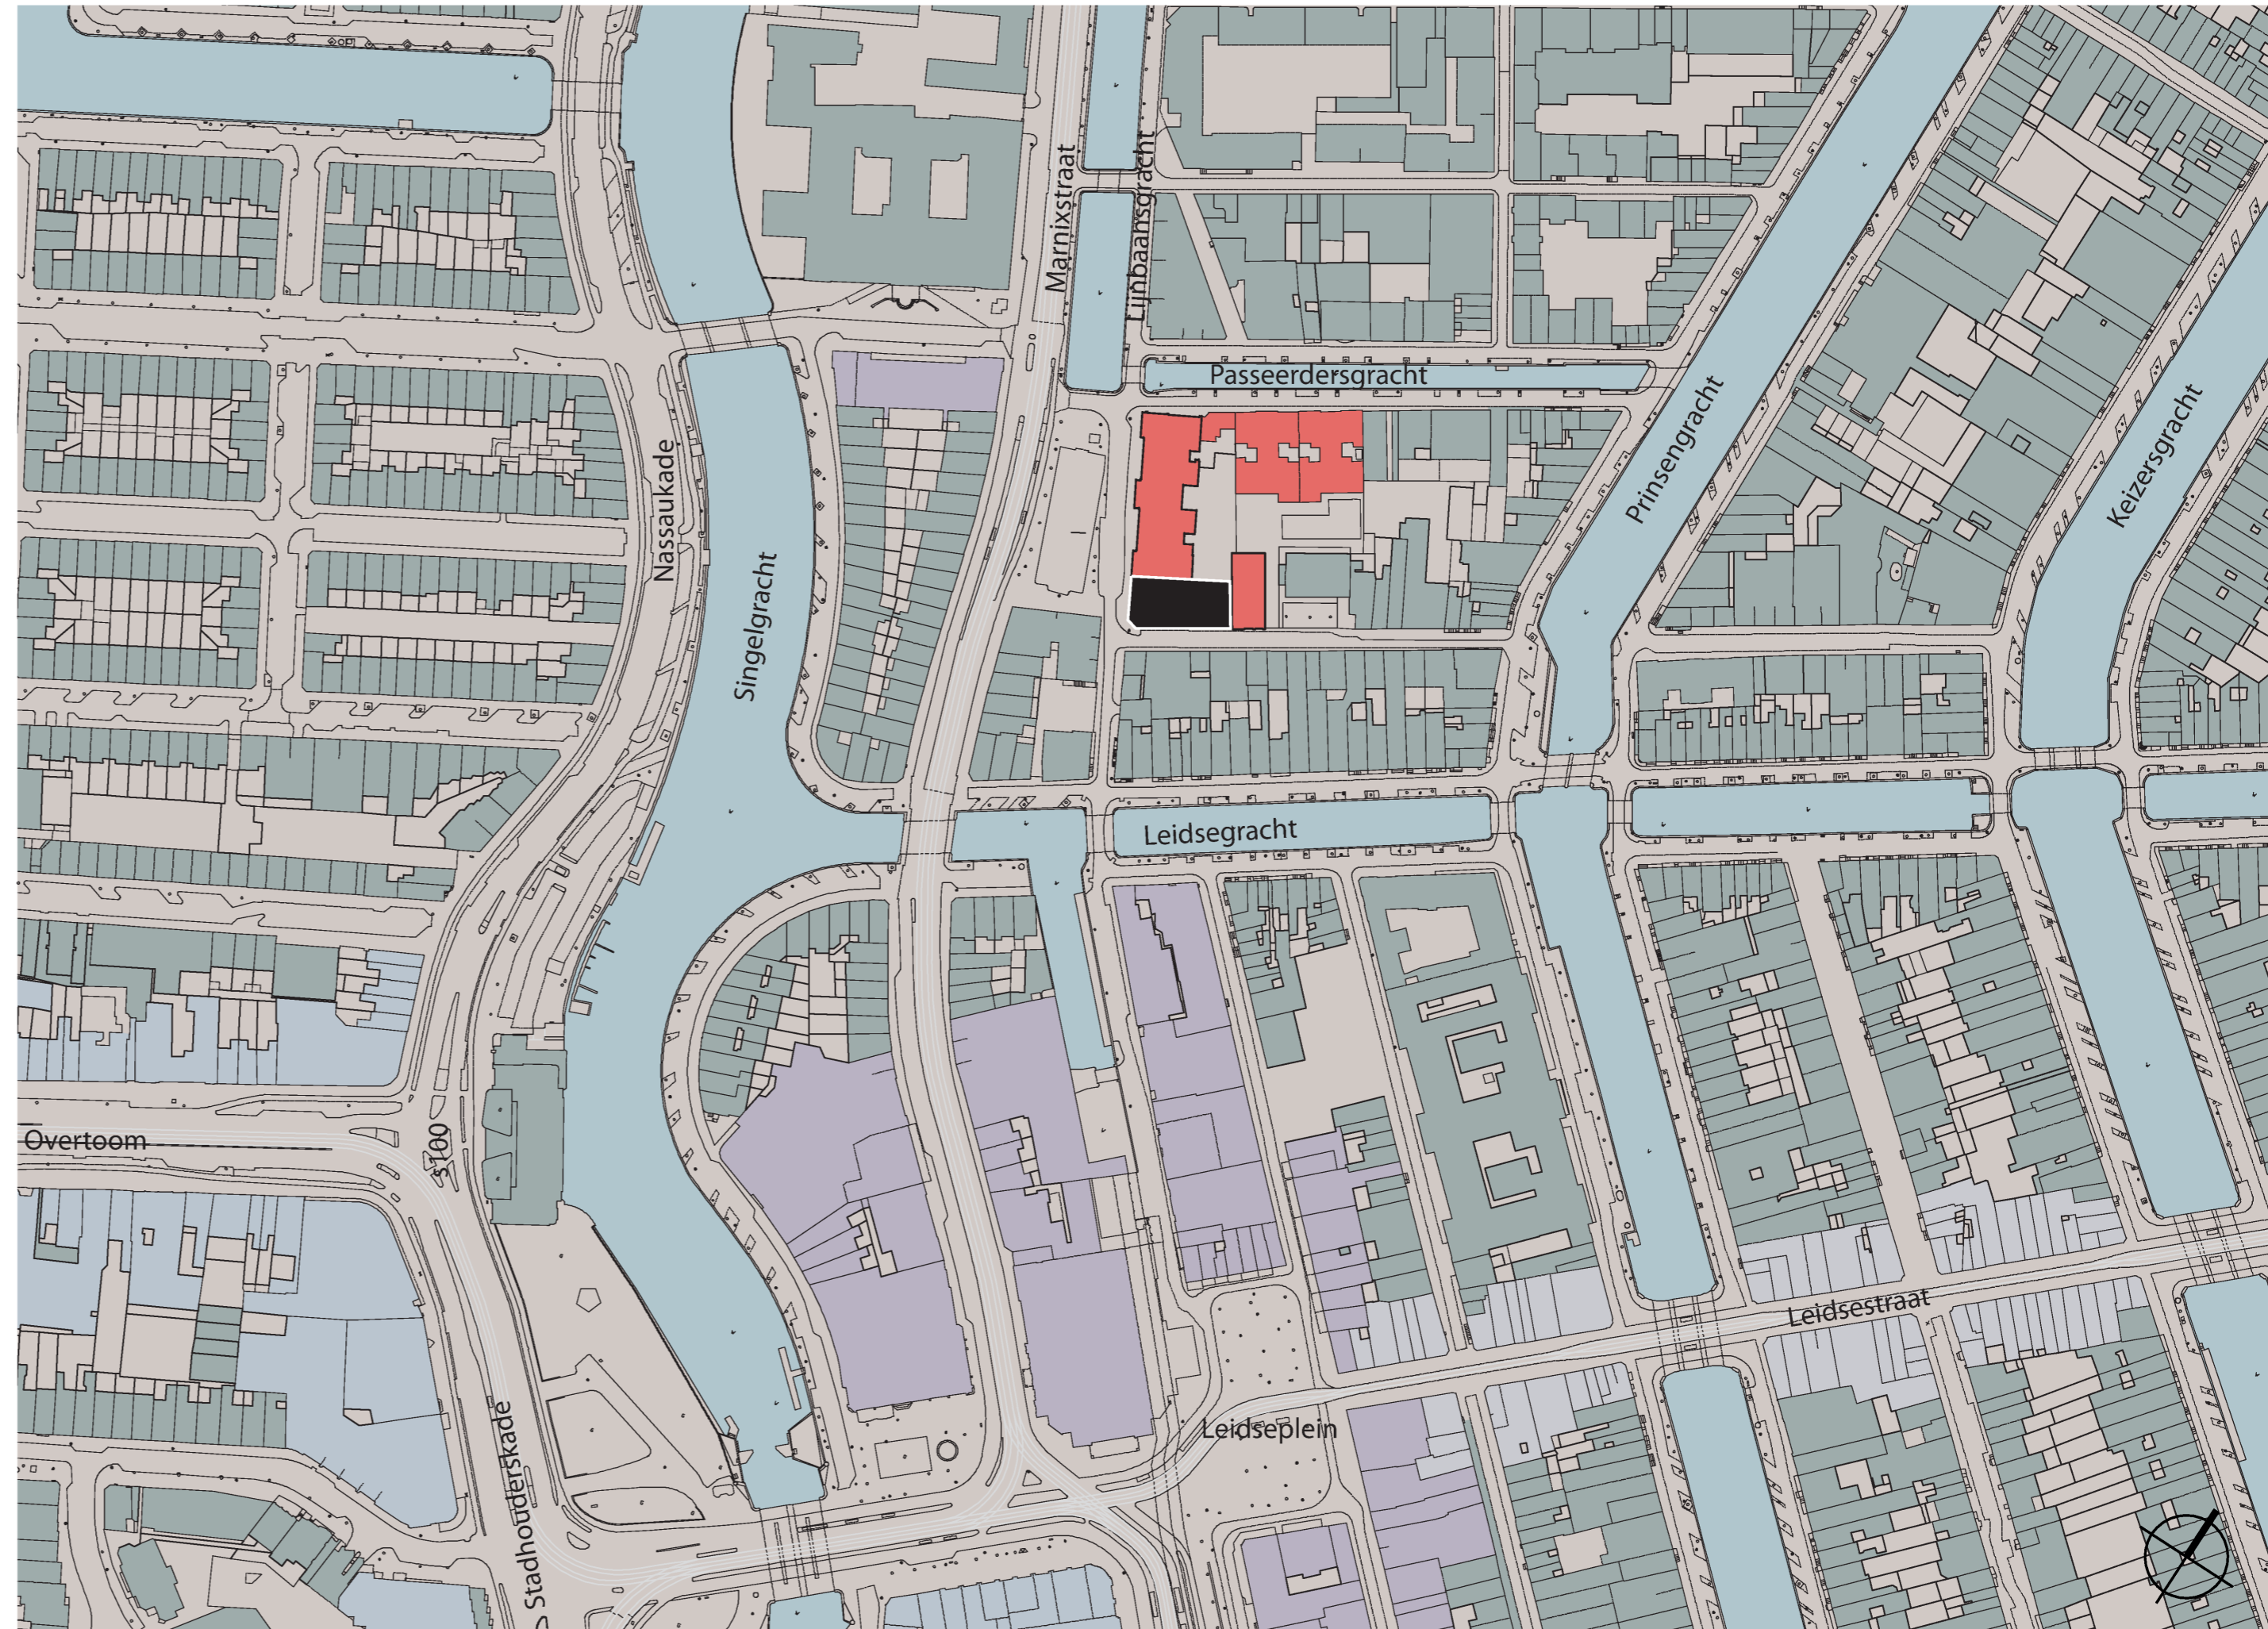 Marnixstraat
Lijnbaansgracht
Passeerdersgracht
Prinsengracht
Keizersgracht
Nassaukade
Singelgracht
Leidsegracht
Overtoom
s100
Leidsestraat
Leidseplein
Stadhouderskade